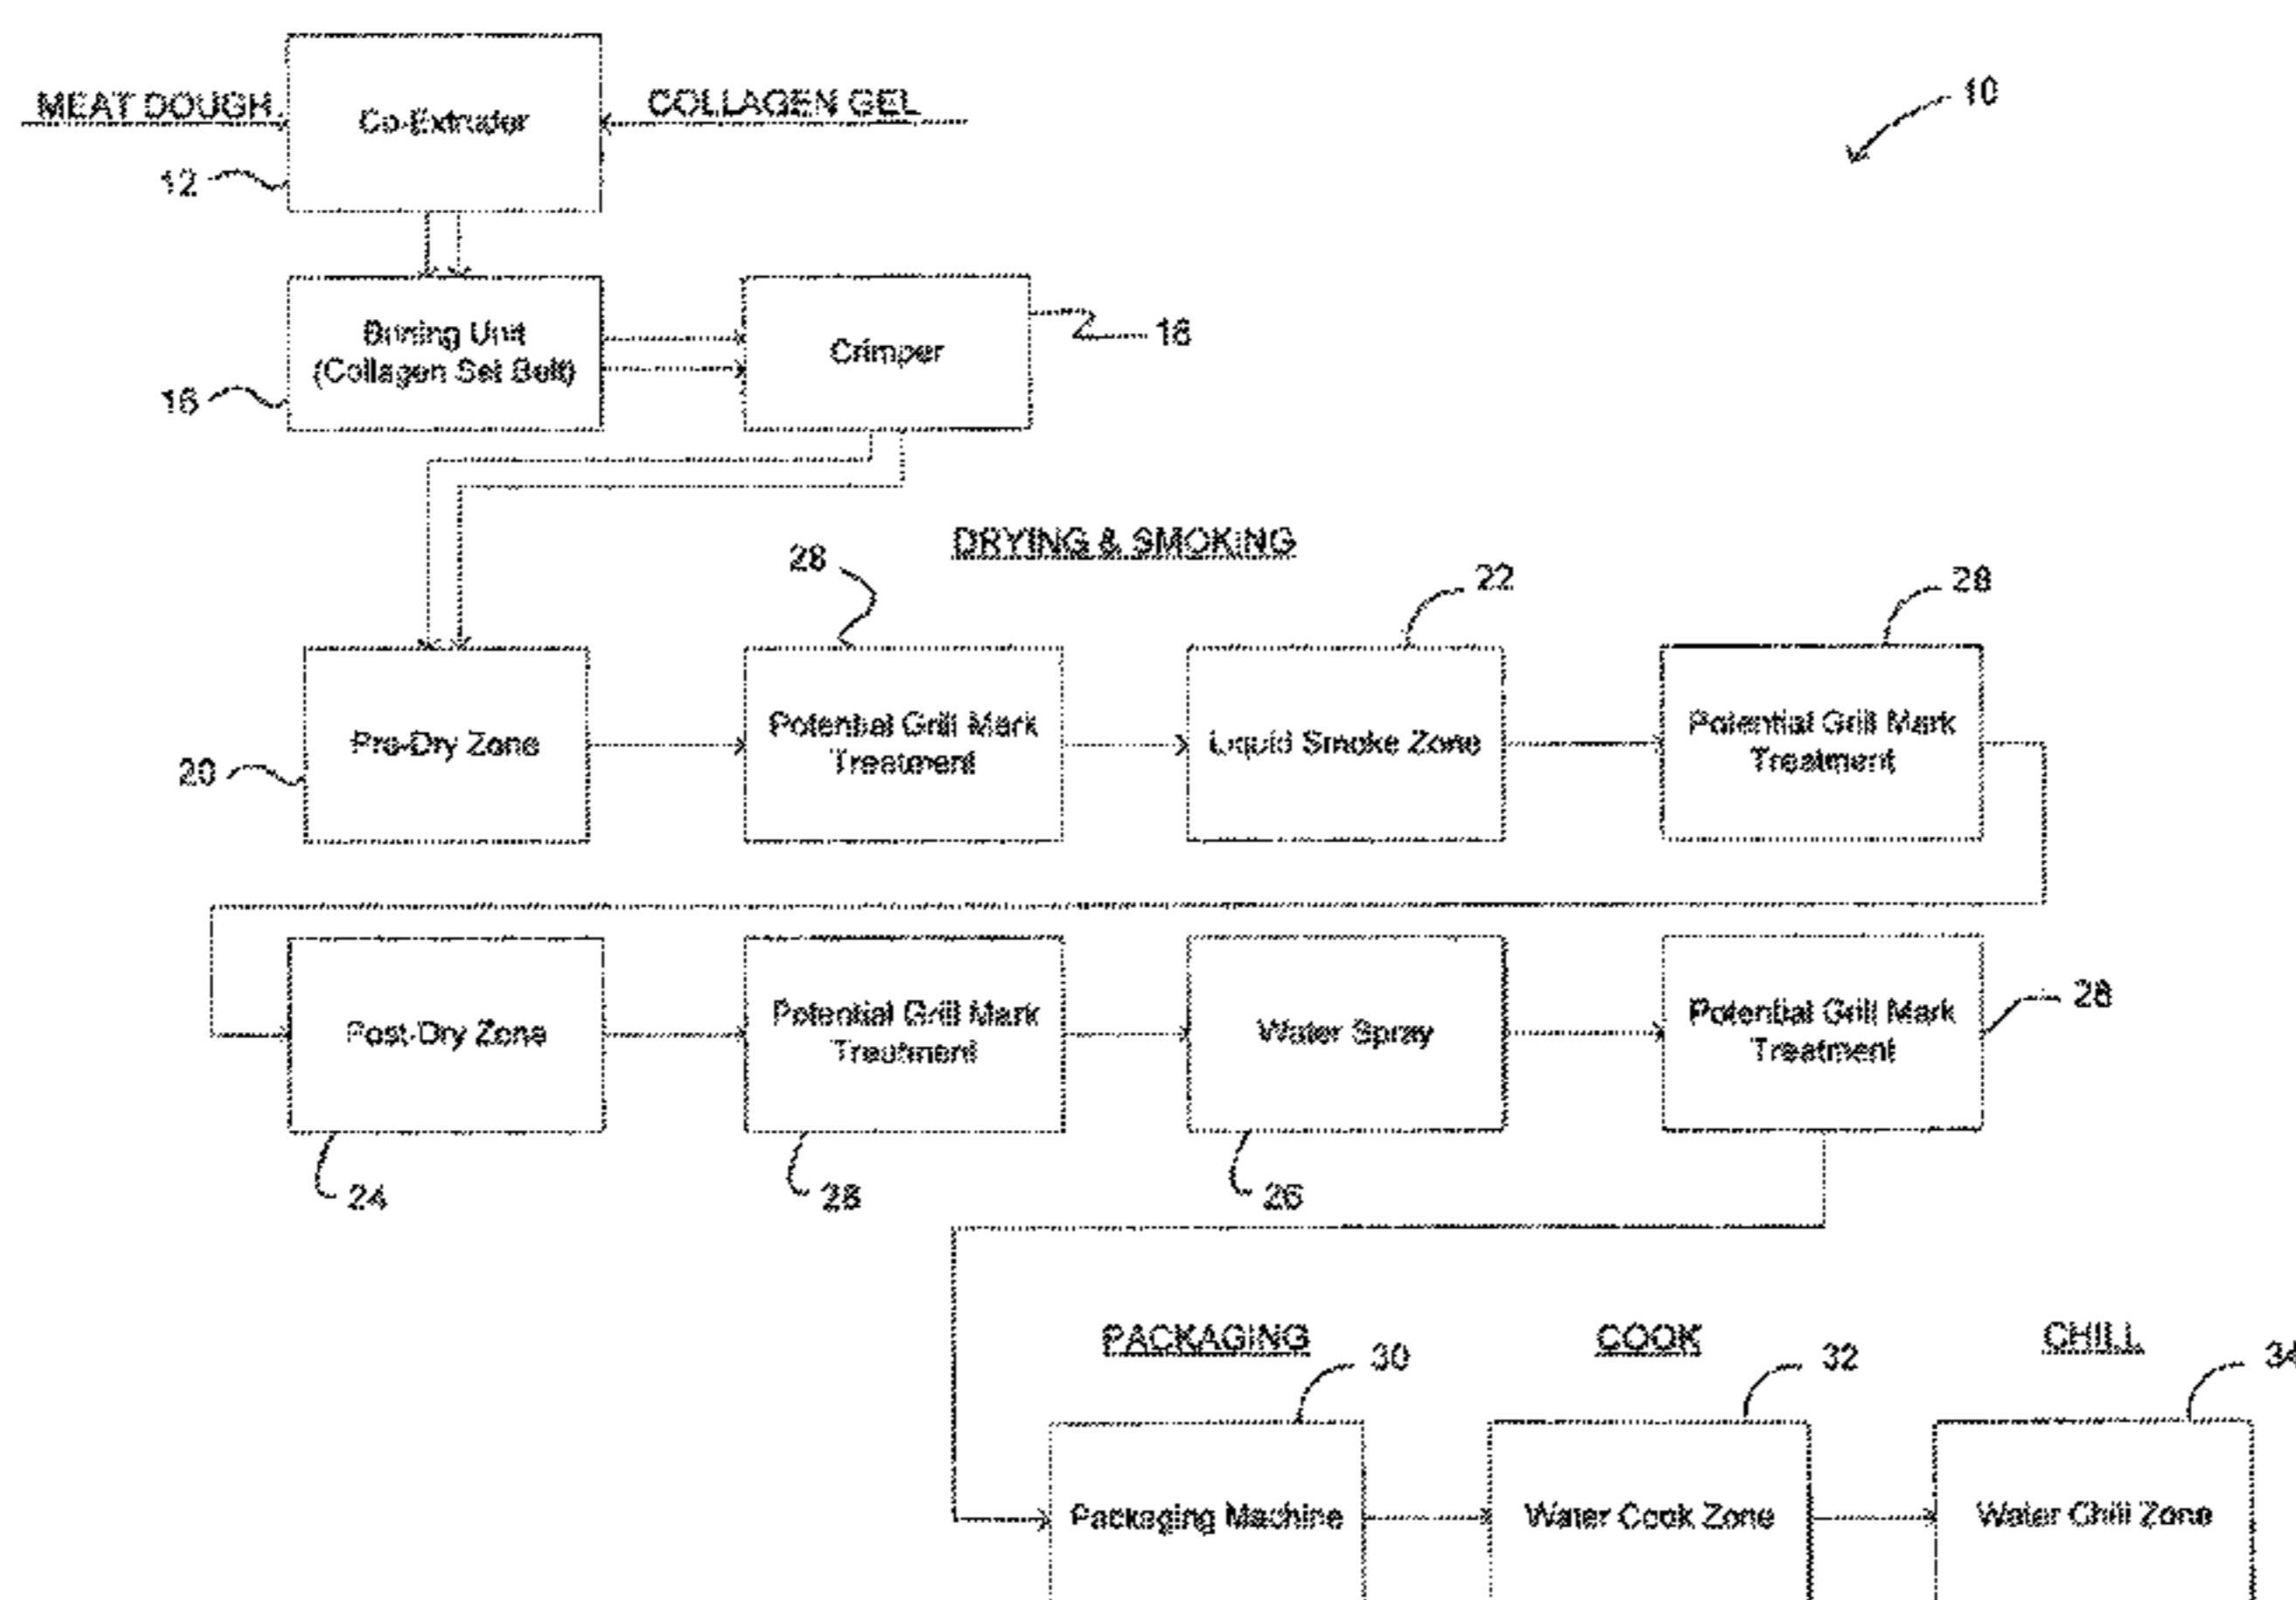 10
MEAT DOUGH
Co-Extruder
COLLAGEN GEL
12
Brining Unit
(Collagen Set Belt)
16
Crimper
18
DRYING & SMOKING
28
22
28
Pre-Dry Zone
20
Potential Grill Mark
Treatment
Liquid Smoke Zone
Potential Grill Mark
Treatment
Post-Dry Zone
24
Potential Grill Mark
Treatment
28
Water Spray
26
Potential Grill Mark
Treatment
28
PACKAGING
30
COOK
32
CHILL
34
Packaging Machine
Water Cook Zone
Water Chill Zone